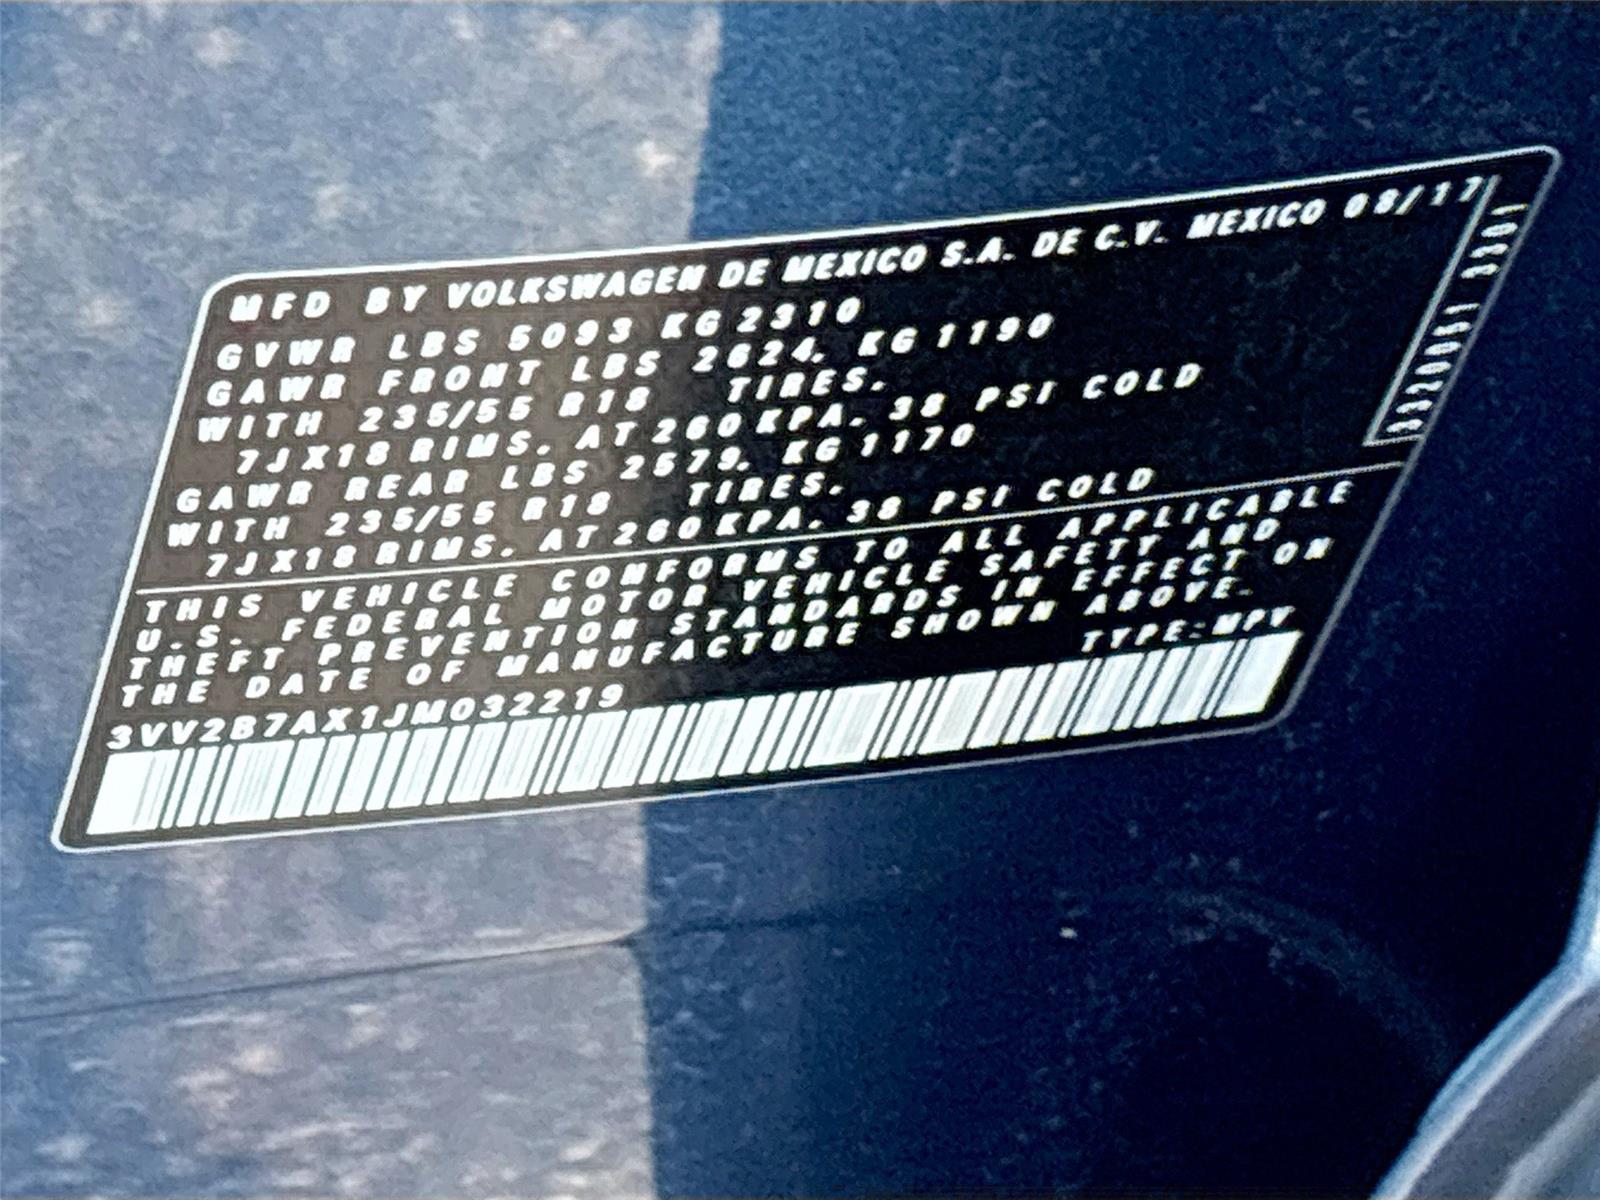 MFD BY VOLKSWAGEN DE MEXICO S.A. DE C.V. MEXICO 08/17
GVWR LBS 5093 KG 2310
GAWR FRONT LBS 2624. KG 1190
WITH 235/55 R18 TIRES.
7JX18 RIMS. AT 260 KPA. 38 PSI COLD
GAWR REAR LBS 2579. KG 1170
WITH 235/55 R18 TIRES.
7JX18 RIMS. AT 260 KPA. 38 PSI COLD
THIS VEHICLE CONFORMS TO ALL APPLICABLE
U.S. FEDERAL MOTOR VEHICLE SAFETY AND
THEFT PREVENTION STANDARDS IN EFFECT ON
THE DATE OF MANUFACTURE SHOWN ABOVE.
TYPE:MPV
3VV2B7AX1JM032219